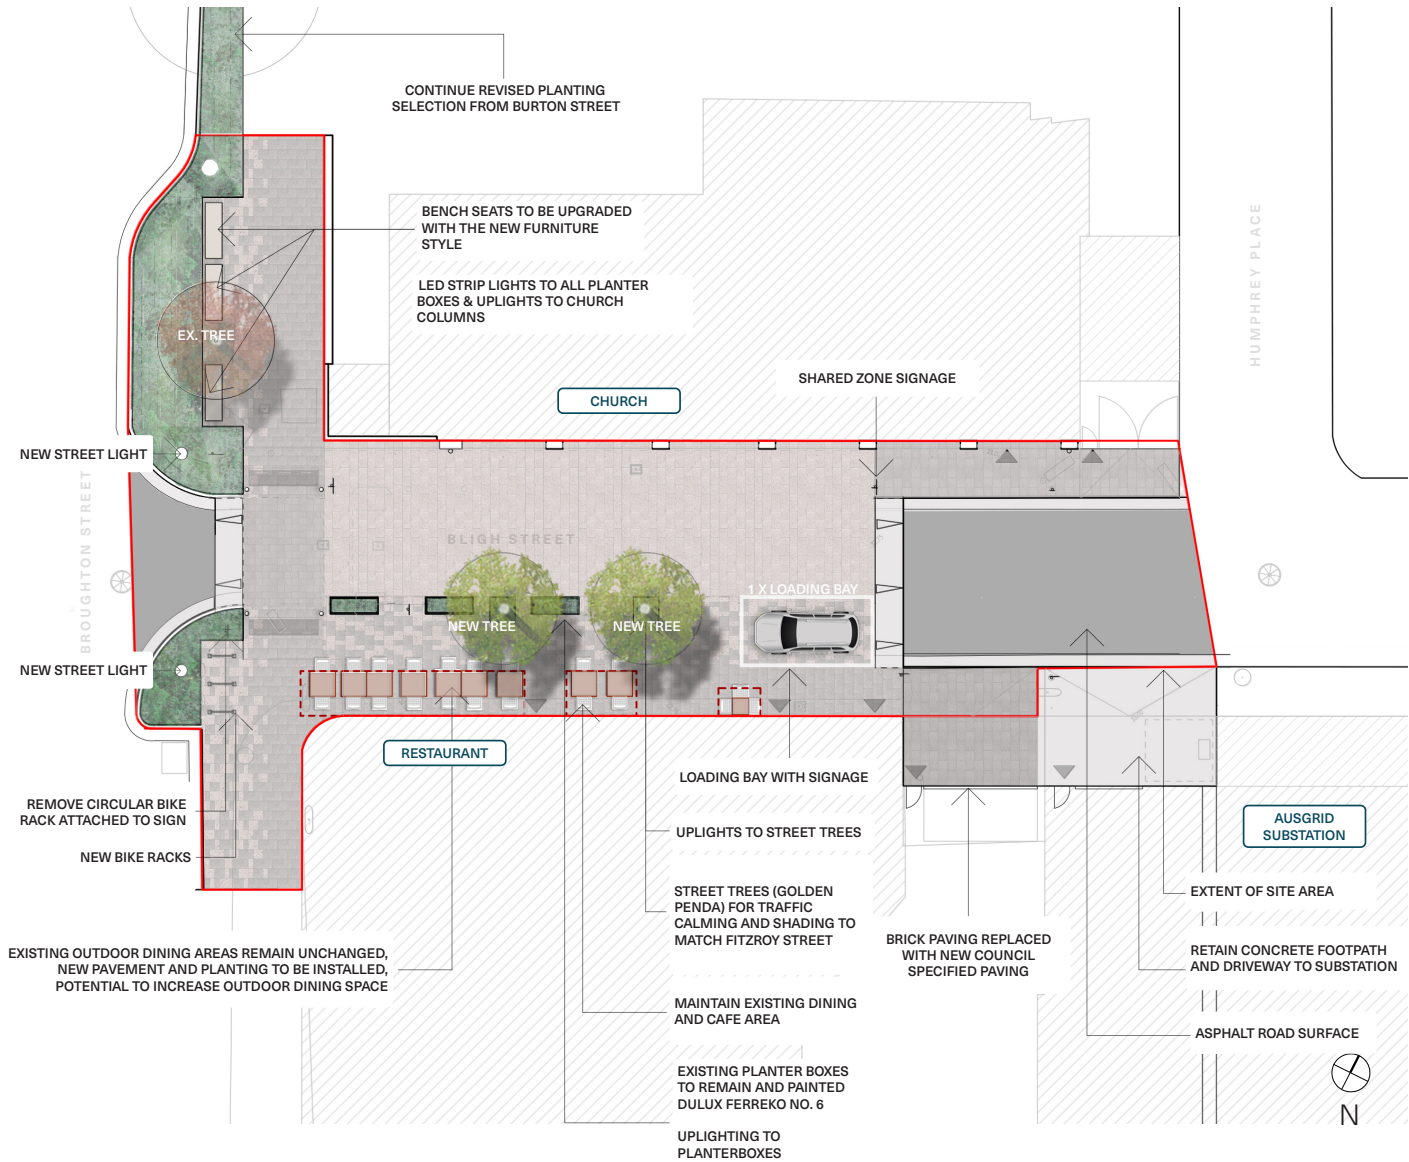 CONTINUE REVISED PLANTING
SELECTION FROM BURTON STREET
BENCH SEATS TO BE UPGRADED
WITH THE NEW FURNITURE
STYLE
LED STRIP LIGHTS TO ALL PLANTER
BOXES & UPLIGHTS TO CHURCH
COLUMNS
HUMPHREY PLACE
EX. TREE
SHARED ZONE SIGNAGE
CHURCH
NEW STREET LIGHT
BROUGHTON STREET
BLIGH STREET
1 X LOADING BAY
NEW TREE
NEW TREE
NEW STREET LIGHT
RESTAURANT
LOADING BAY WITH SIGNAGE
REMOVE CIRCULAR BIKE
RACK ATTACHED TO SIGN
NEW BIKE RACKS
UPLIGHTS TO STREET TREES
AUSGRID
SUBSTATION
STREET TREES (GOLDEN
PENDA) FOR TRAFFIC
CALMING AND SHADING TO
MATCH FITZROY STREET
EXTENT OF SITE AREA
EXISTING OUTDOOR DINING AREAS REMAIN UNCHANGED,
NEW PAVEMENT AND PLANTING TO BE INSTALLED,
POTENTIAL TO INCREASE OUTDOOR DINING SPACE
BRICK PAVING REPLACED
WITH NEW COUNCIL
SPECIFIED PAVING
RETAIN CONCRETE FOOTPATH
AND DRIVEWAY TO SUBSTATION
MAINTAIN EXISTING DINING
AND CAFE AREA
ASPHALT ROAD SURFACE
EXISTING PLANTER BOXES
TO REMAIN AND PAINTED
DULUX FERREKO NO. 6
UPLIGHTING TO
PLANTERBOXES
N